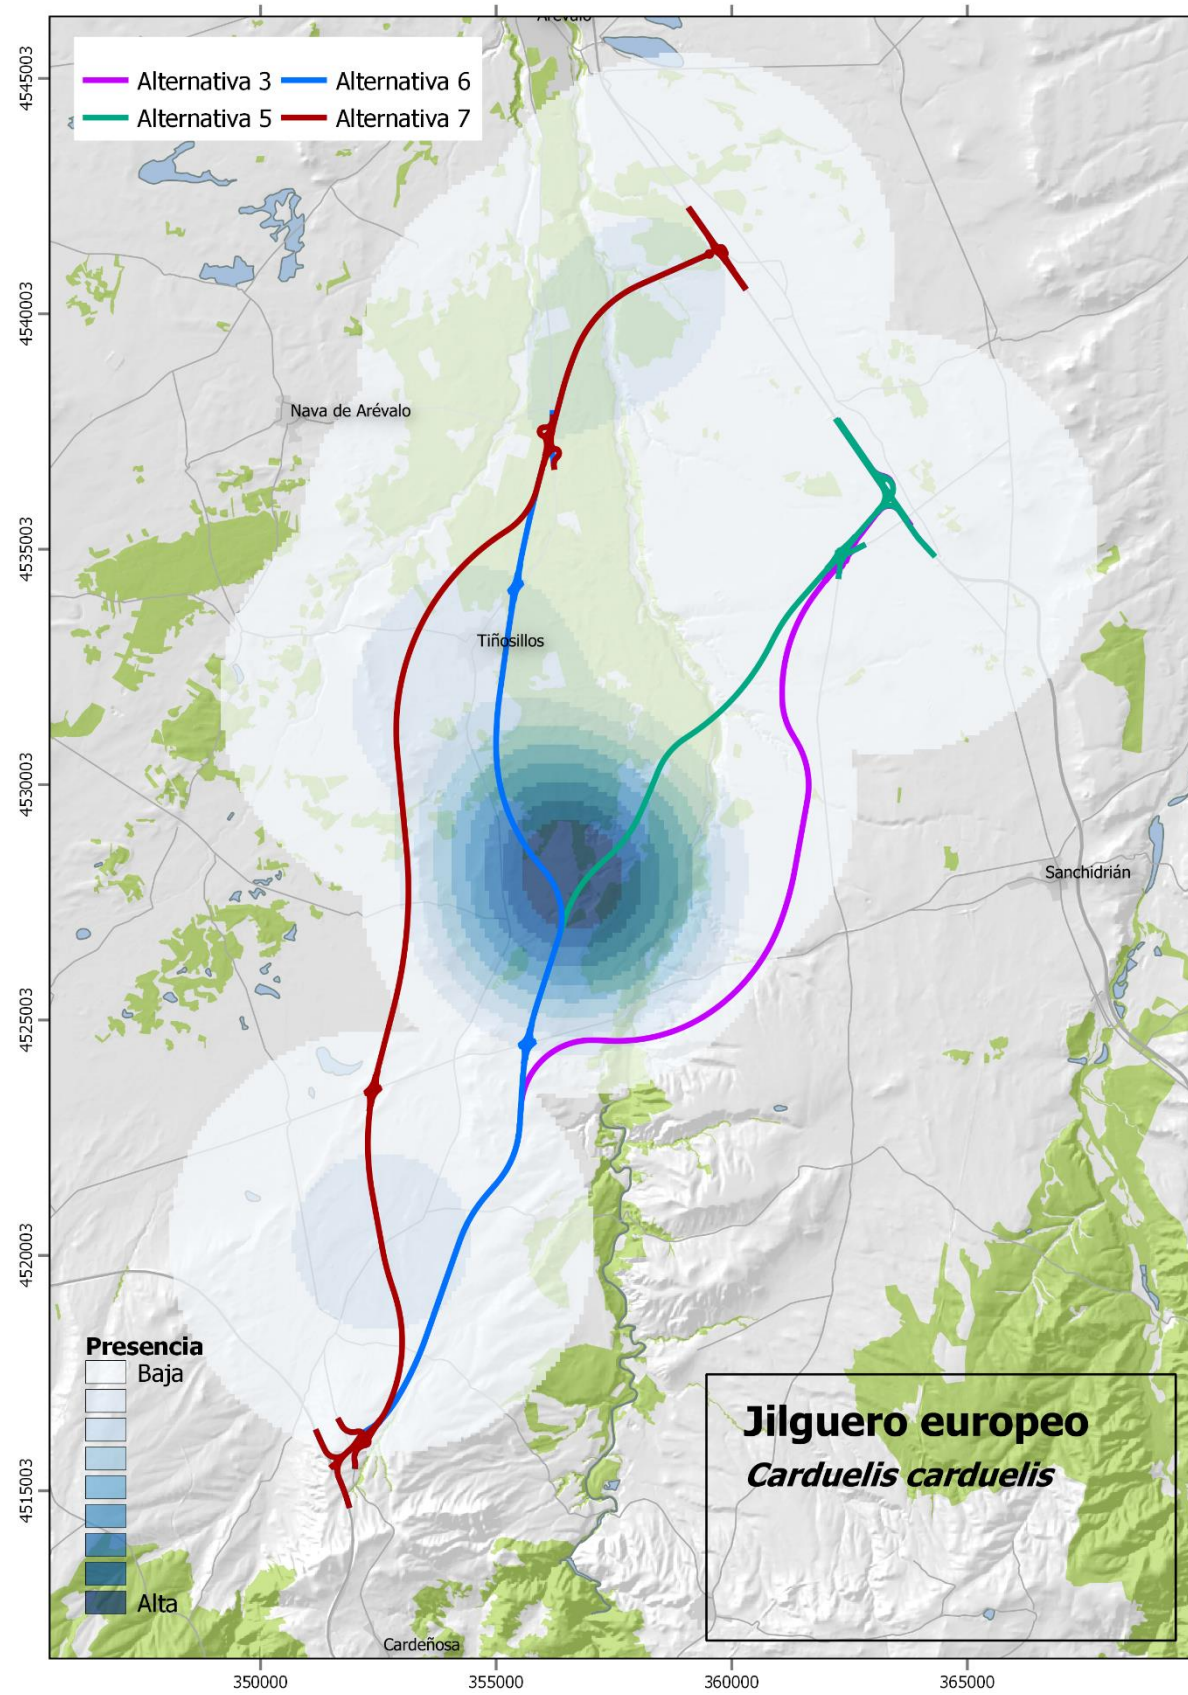 Arévalo
Alternativa 3
Alternativa 6
Alternativa 5
Alternativa 7
4545003
4540003
4535003
4530003
4525003
4520003
4515003
Nava de Arévalo
Tiñosillos
Sanchidrián
Presencia
Baja
Alta
Jilguero europeo
Carduelis carduelis
Cardeñosa
350000
355000
360000
365000